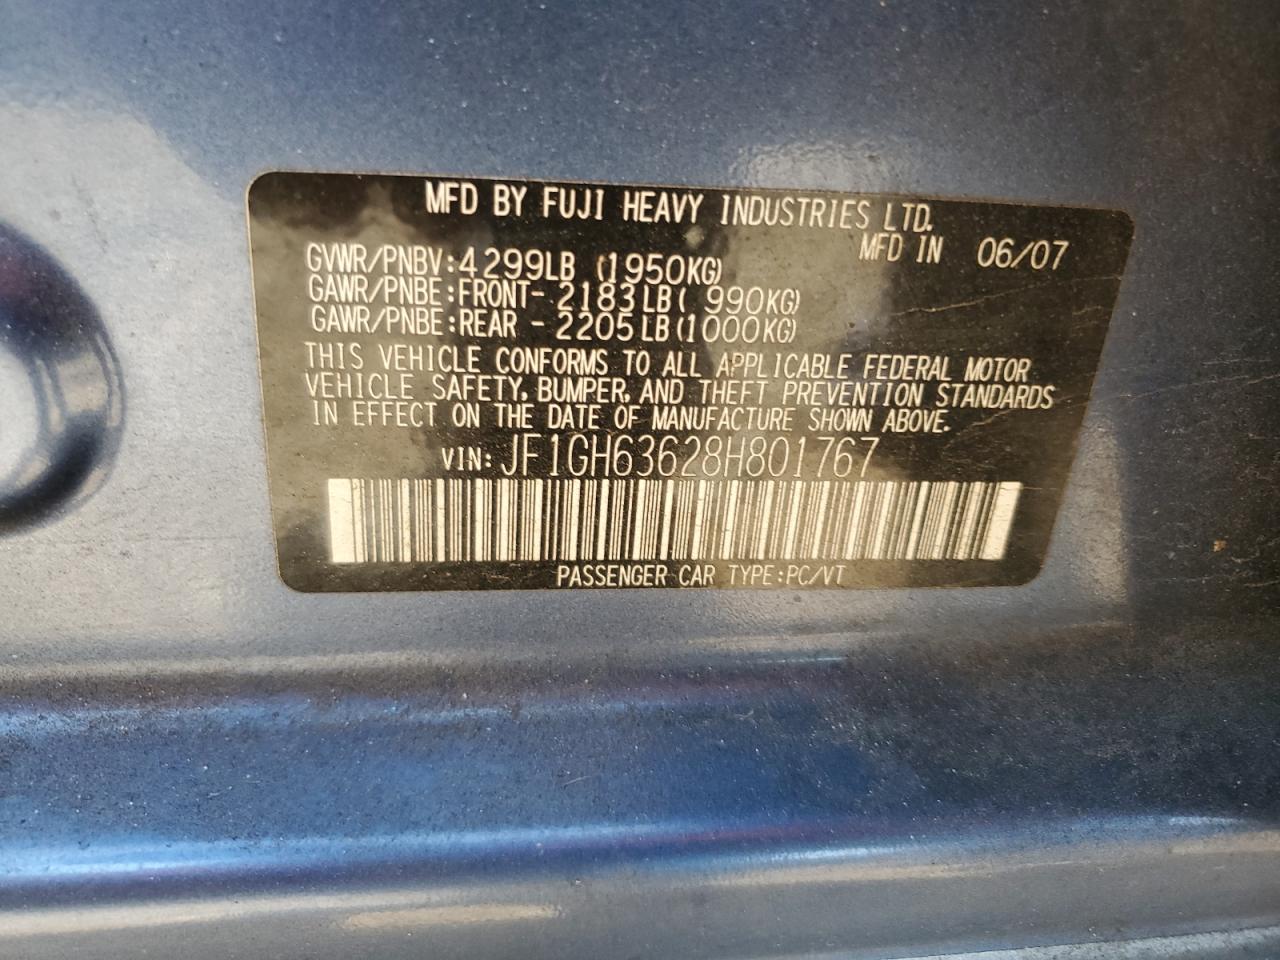 MFD BY FUJI HEAVY INDUSTRIES LTD.
MFD IN 06/07
GVWR/PNBV:4299LB (1950KG)
GAWR/PNBE:FRONT- 2183LB( 990KG)
GAWR/PNBE:REAR - 2205LB(1000KG)
THIS VEHICLE CONFORMS TO ALL APPLICABLE FEDERAL MOTOR
VEHICLE SAFETY, BUMPER, AND THEFT PREVENTION STANDARDS
IN EFFECT ON THE DATE OF MANUFACTURE SHOWN ABOVE.
VIN: JF1GH63628H801767
PASSENGER CAR TYPE:PC/VT